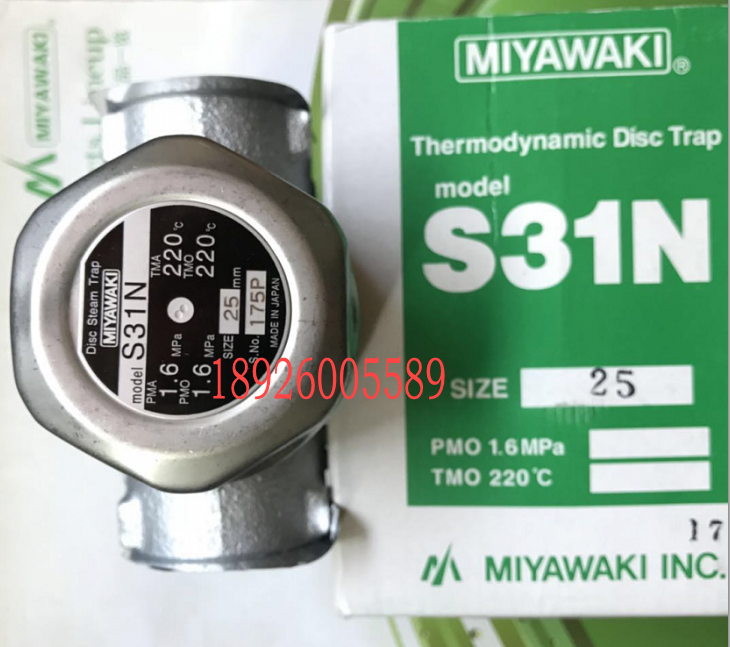 MIYAWAKI
Disc Steam Trap
MIYAWAKI
model S31N
PMA 1.6 MPa
TMA 220℃
PMO 1.6 MPa
TMO 220℃
SIZE 25 mm
S.No. 175P
MADE IN JAPAN
MIYAWAKI®
Thermodynamic Disc Trap
model
S31N
SIZE 25
PMO 1.6 MPa
TMO 220℃
17
MIYAWAKI INC.
18926005589